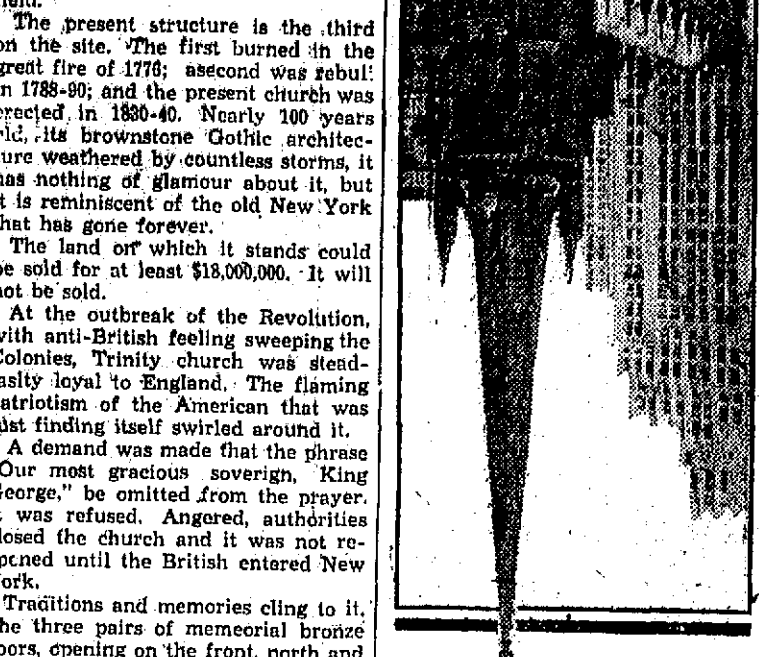 The present structure is the third
on the site. The first burned in the
great fire of 1776; asecond was rebuil
in 1788-90; and the present church was
erected in 1830-40. Nearly 100 years
ld, its brownstone Gothic architec-
ure weathered by countless storms, it
has nothing of glamour about it, but
it is reminiscent of the old New York
that has gone forever.
The land on which it stands could
be sold for at least $18,000,000. It will
not be sold.
At the outbreak of the Revolution,
with anti-British feeling sweeping the
Colonies, Trinity church was stead-
astly loyal to England. The flaming
patriotism of the American that was
just finding itself swirled around it.
A demand was made that the phrase
"Our most gracious soverign, King
George," be omitted from the prayer.
t was refused. Angered, authorities
closed the church and it was not re-
opened until the British entered New
York.
Traditions and memories cling to it.
The three pairs of memeorial bronze
doors, opening on the front, north and